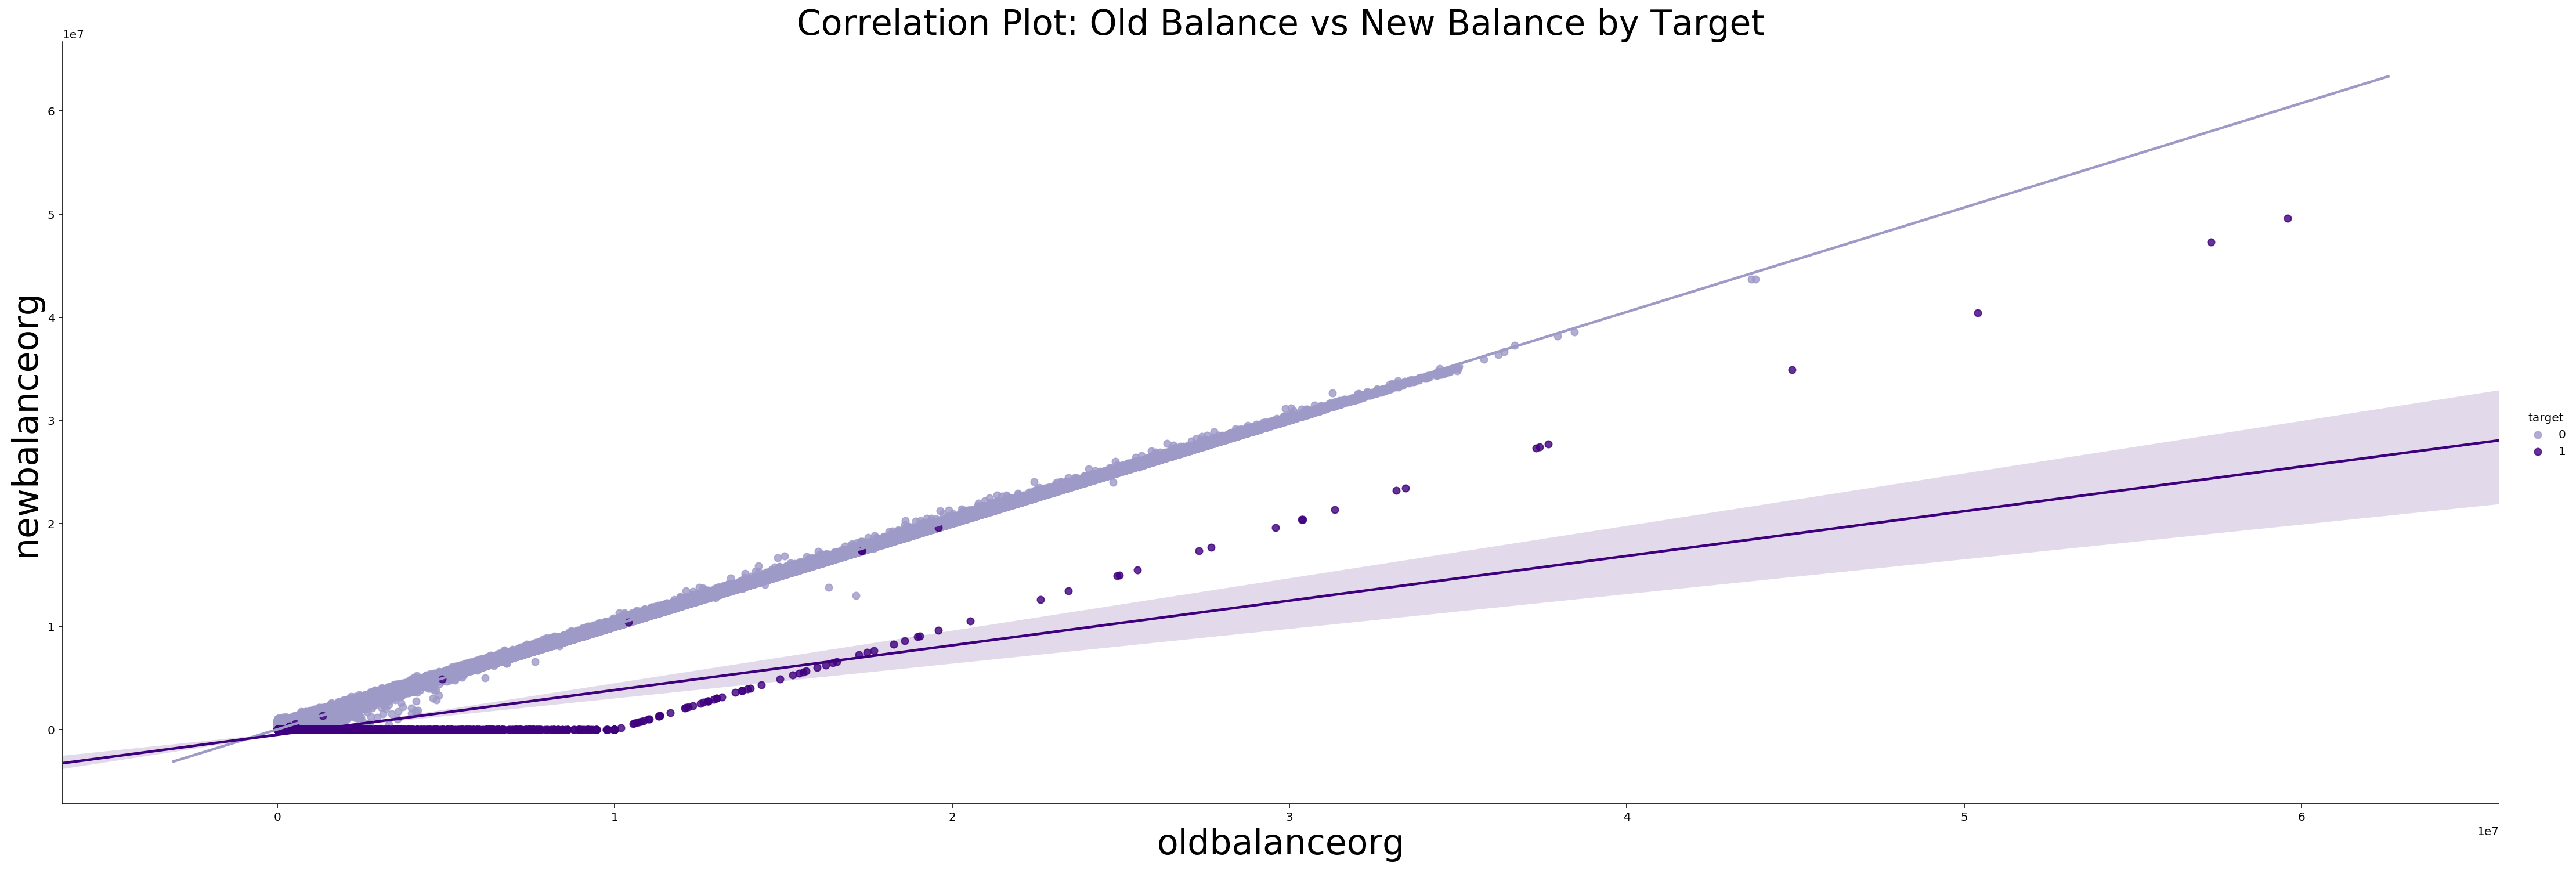 Correlation Plot: Old Balance vs New Balance by Target
1e7
6
5
4
3
2
1
0
newbalanceorg
0 1 2 3 4 5 6
1e7
oldbalanceorg
target
0
1